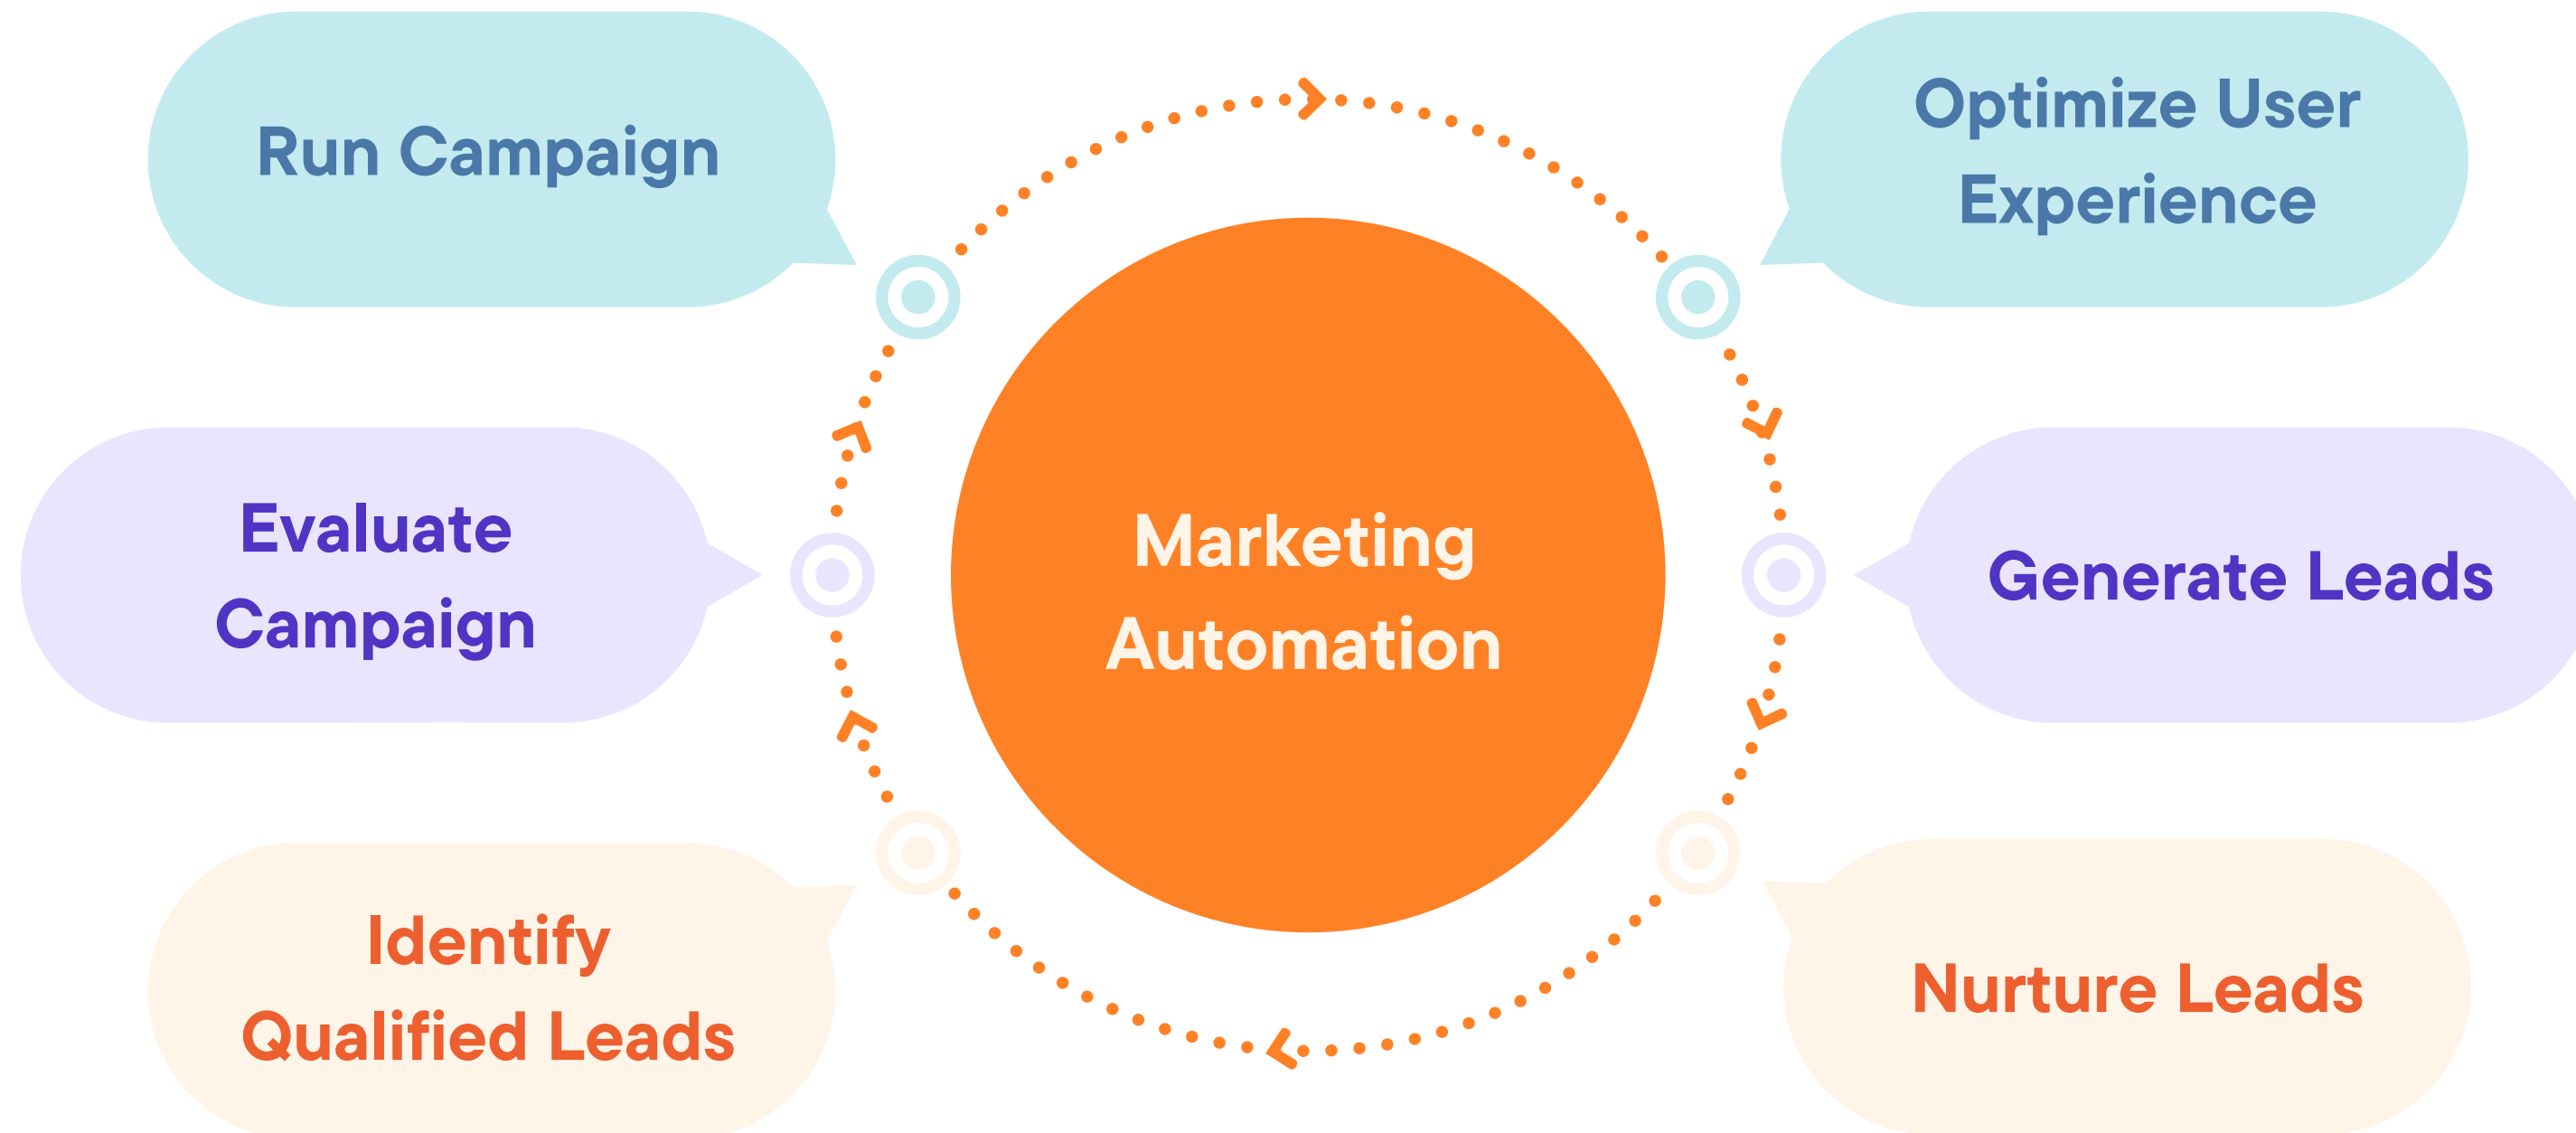 Run Campaign
Optimize User
Experience
Evaluate
Campaign
Marketing
Automation
Generate Leads
Identify
Qualified Leads
Nurture Leads